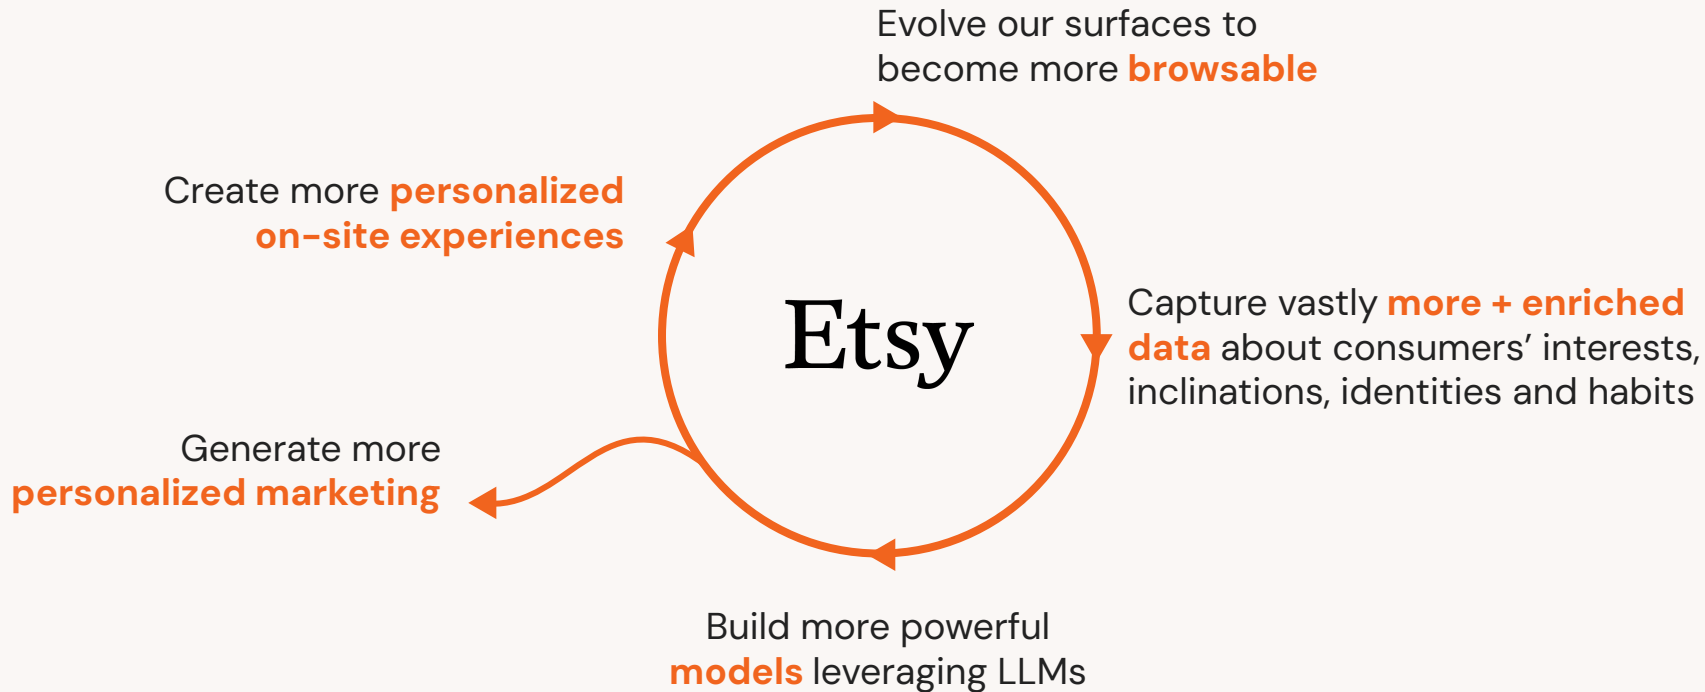 Evolve our surfaces to
become more browsable
Create more personalized
on-site experiences
Etsy
Capture vastly more + enriched
data about consumers’ interests,
inclinations, identities and habits
Generate more
personalized marketing
Build more powerful
models leveraging LLMs